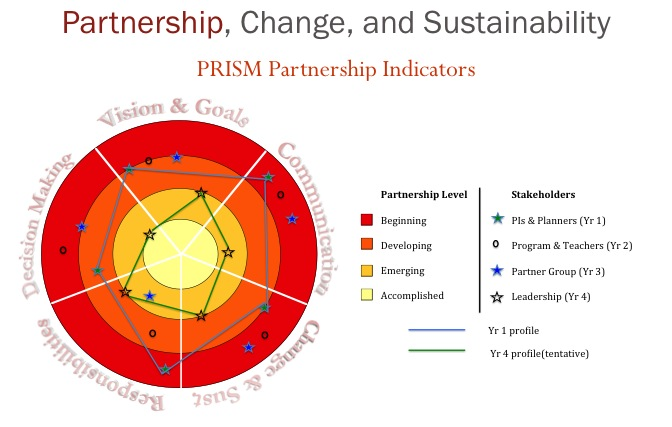 Partnership, Change, and Sustainability
PRISM Partnership Indicators
Vision & Goals
Communication
Decision Making
Change & Sust
Responsibilities
Partnership Level
Beginning
Developing
Emerging
Accomplished
Stakeholders
PIs & Planners (Yr 1)
Program & Teachers (Yr 2)
Partner Group (Yr 3)
Leadership (Yr 4)
Yr 1 profile
Yr 4 profile(tentative)